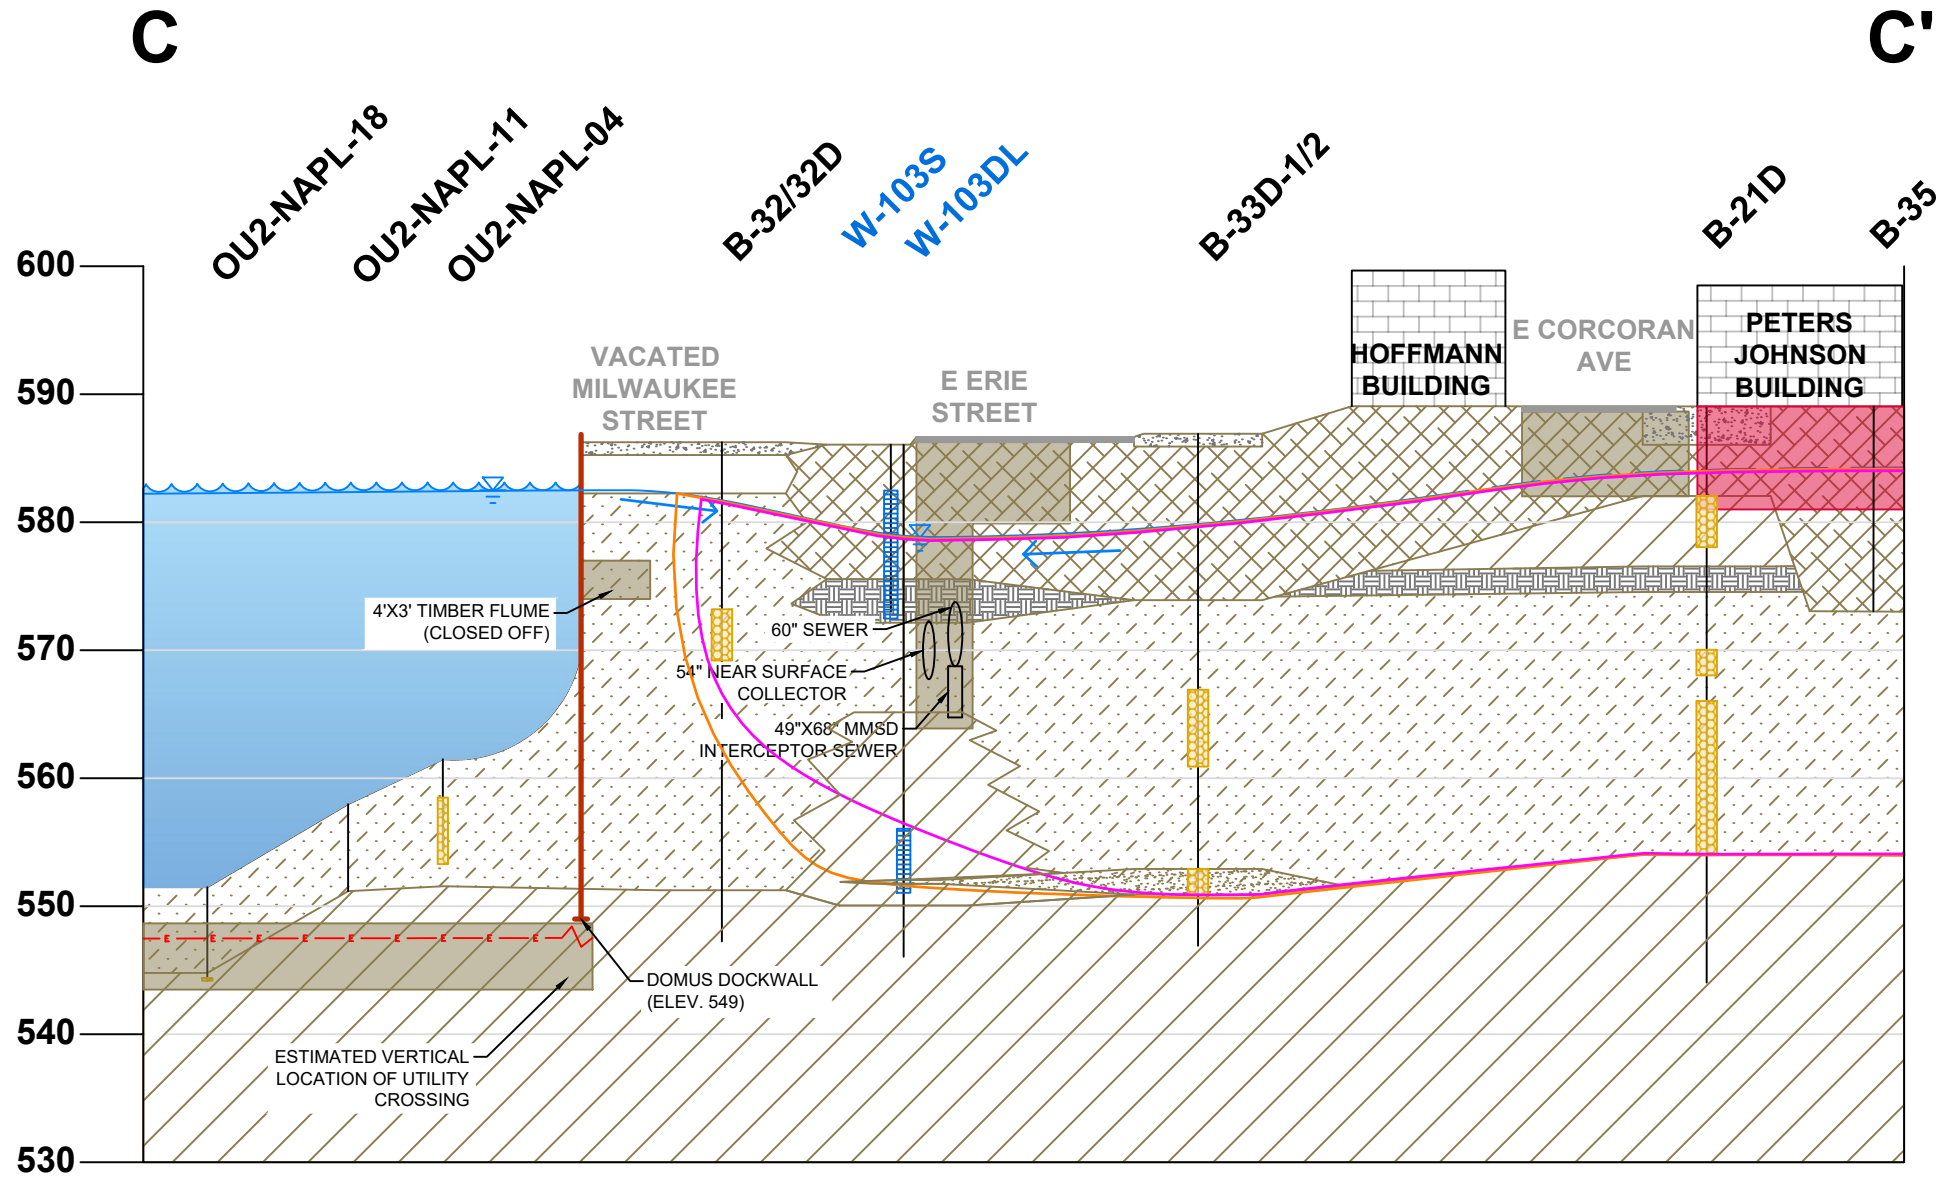 C
C'
OU2-NAPL-18
OU2-NAPL-11
OU2-NAPL-04
B-32/32D
W-103S
W-103DL
B-33D-1/2
B-21D
B-35
600
590
580
570
560
550
540
530
VACATED
MILWAUKEE
STREET
E ERIE
STREET
HOFFMANN
BUILDING
E CORCORAN
AVE
PETERS
JOHNSON
BUILDING
4'X3' TIMBER FLUME
(CLOSED OFF)
60" SEWER
54" NEAR SURFACE
COLLECTOR
49"X68" MMSD
INTERCEPTOR SEWER
E E E E E E E E E
DOMUS DOCKWALL
(ELEV. 549)
ESTIMATED VERTICAL
LOCATION OF UTILITY
CROSSING